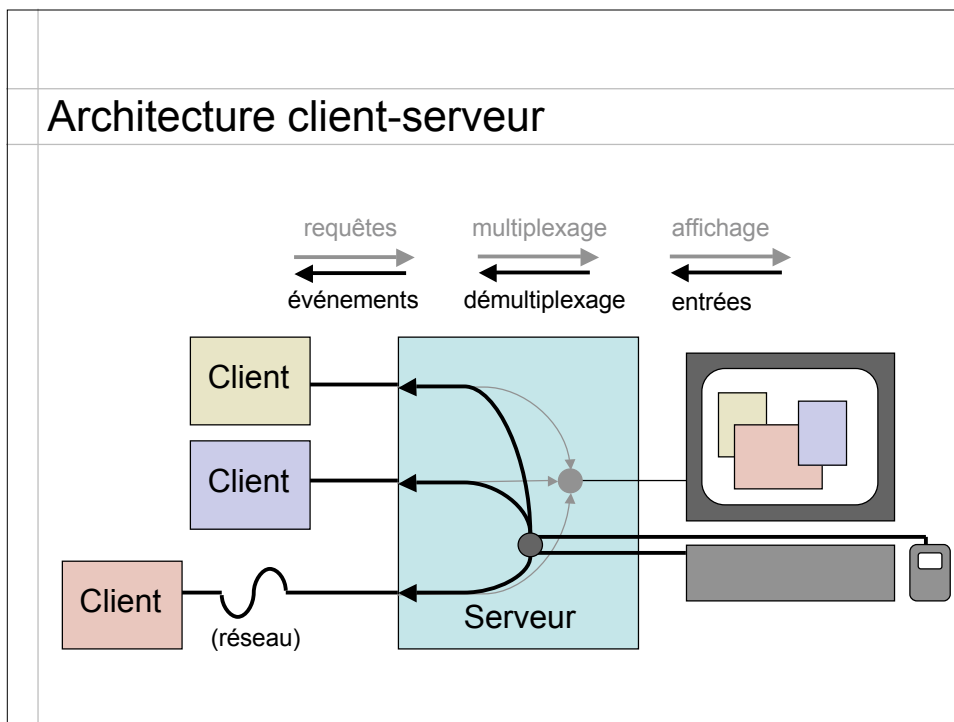 Architecture client-serveur
requêtes
multiplexage
affichage
événements
démultiplexage
entrées
Client
Client
Client
(réseau)
Serveur